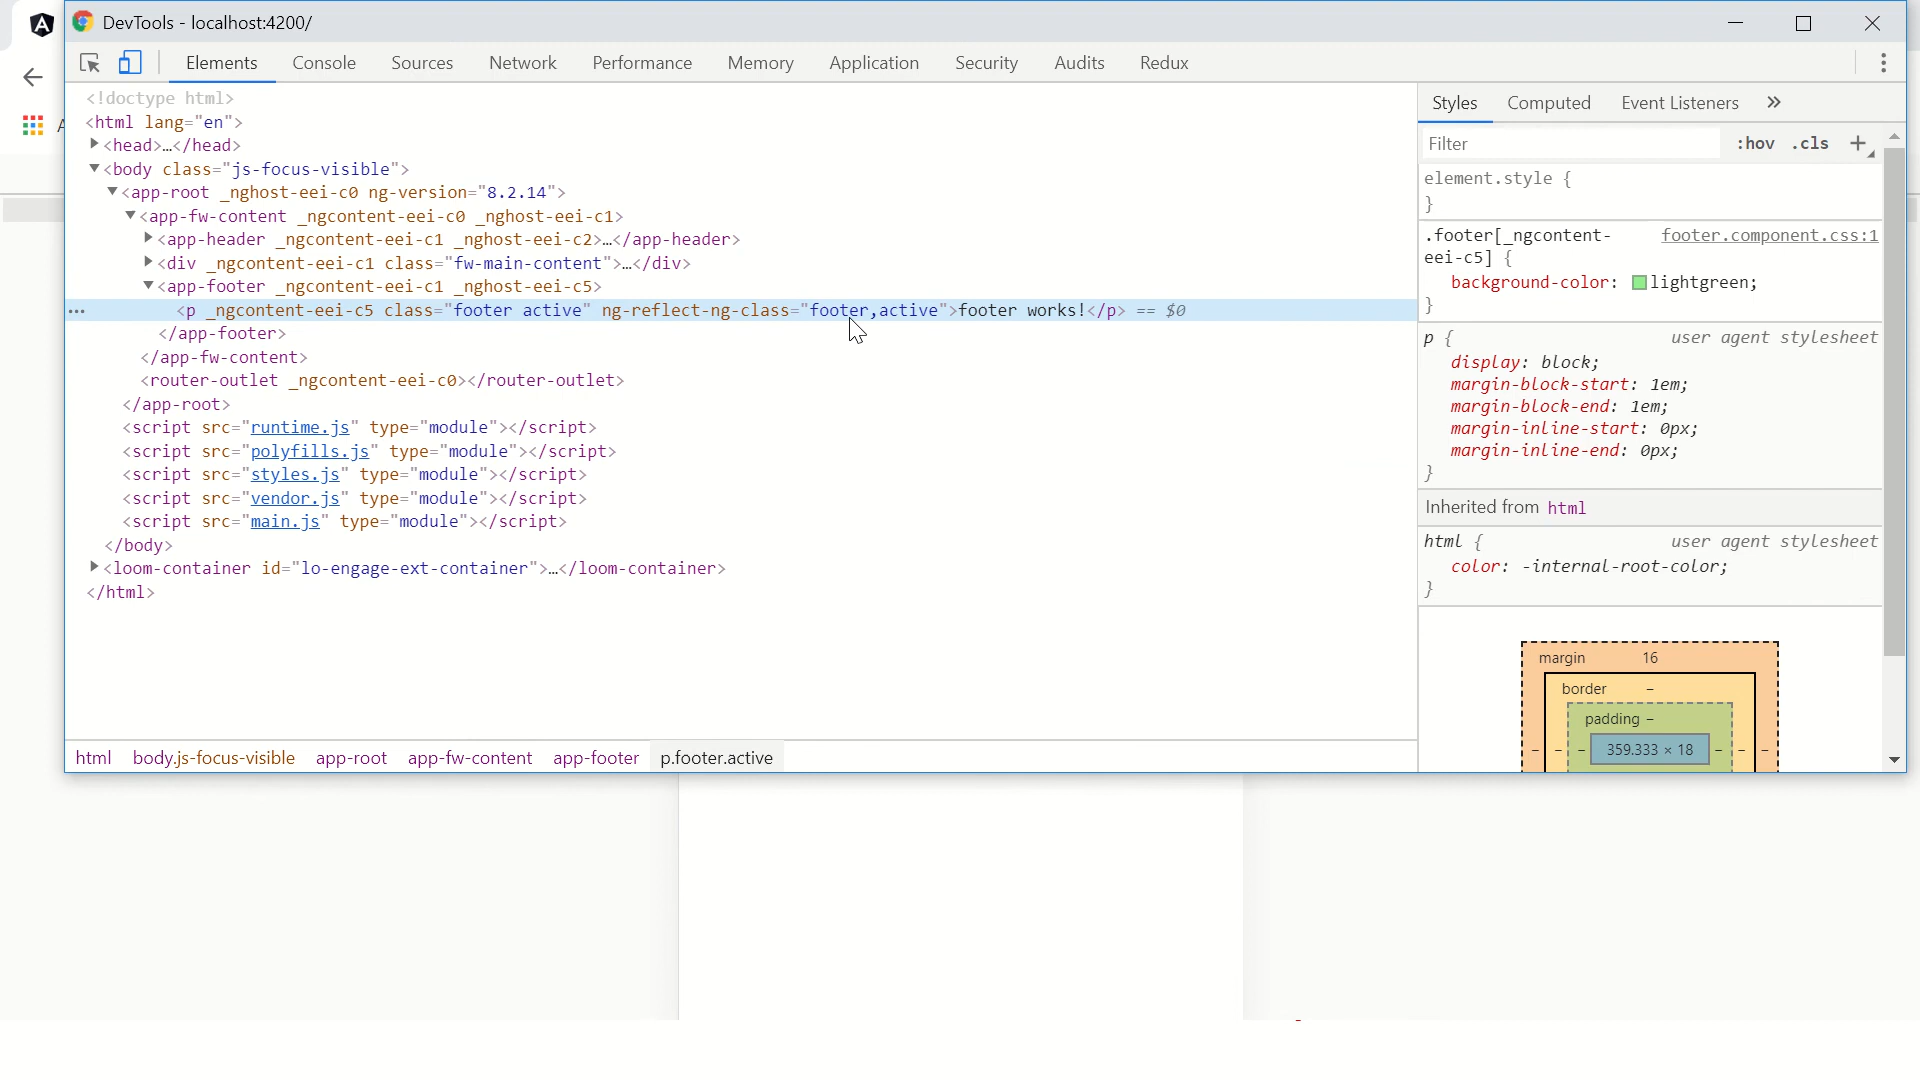 DevTools - localhost:4200/
Elements Console Sources Network Performance Memory Application Security Audits Redux
<!doctype html>
<html lang="en">
<head>…</head>
<body class="js-focus-visible">
<app-root _nghost-eei-c0 ng-version="8.2.14">
<app-fw-content _ngcontent-eei-c0 _nghost-eei-c1>
<app-header _ngcontent-eei-c1 _nghost-eei-c2>…</app-header>
<div _ngcontent-eei-c1 class="fw-main-content">…</div>
<app-footer _ngcontent-eei-c1 _nghost-eei-c5>
<p _ngcontent-eei-c5 class="footer active" ng-reflect-ng-class="footer,active">footer works!</p> == $0
</app-footer>
</app-fw-content>
<router-outlet _ngcontent-eei-c0></router-outlet>
</app-root>
<script src="runtime.js" type="module"></script>
<script src="polyfills.js" type="module"></script>
<script src="styles.js" type="module"></script>
<script src="vendor.js" type="module"></script>
<script src="main.js" type="module"></script>
</body>
<loom-container id="lo-engage-ext-container">…</loom-container>
</html>
html body.js-focus-visible app-root app-fw-content app-footer p.footer.active
Styles Computed Event Listeners »
Filter :hov .cls +
element.style {
}
.footer[_ngcontent- footer.component.css:1
eei-c5] {
background-color: lightgreen;
}
p { user agent stylesheet
display: block;
margin-block-start: 1em;
margin-block-end: 1em;
margin-inline-start: 0px;
margin-inline-end: 0px;
}
Inherited from html
html { user agent stylesheet
color: -internal-root-color;
}
margin 16
border –
padding –
– – – 359.333 × 18 – – –